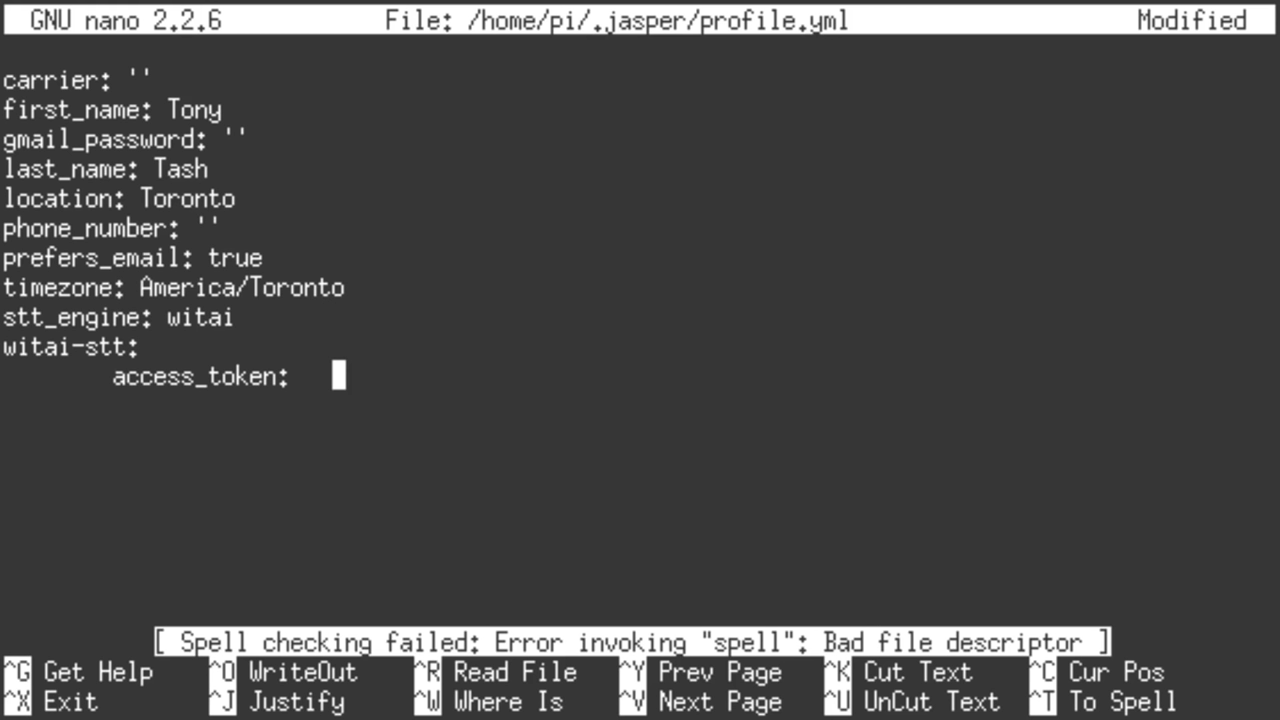 GNU nano 2.2.6 File: /home/pi/.jasper/profile.yml Modified
carrier: ''
first_name: Tony
gmail_password: ''
last_name: Tash
location: Toronto
phone_number: ''
prefers_email: true
timezone: America/Toronto
stt_engine: witai
witai-stt:
        access_token:
[ Spell checking failed: Error invoking "spell": Bad file descriptor ]
^G Get Help ^O WriteOut ^R Read File ^Y Prev Page ^K Cut Text ^C Cur Pos
^X Exit ^J Justify ^W Where Is ^V Next Page ^U UnCut Text ^T To Spell